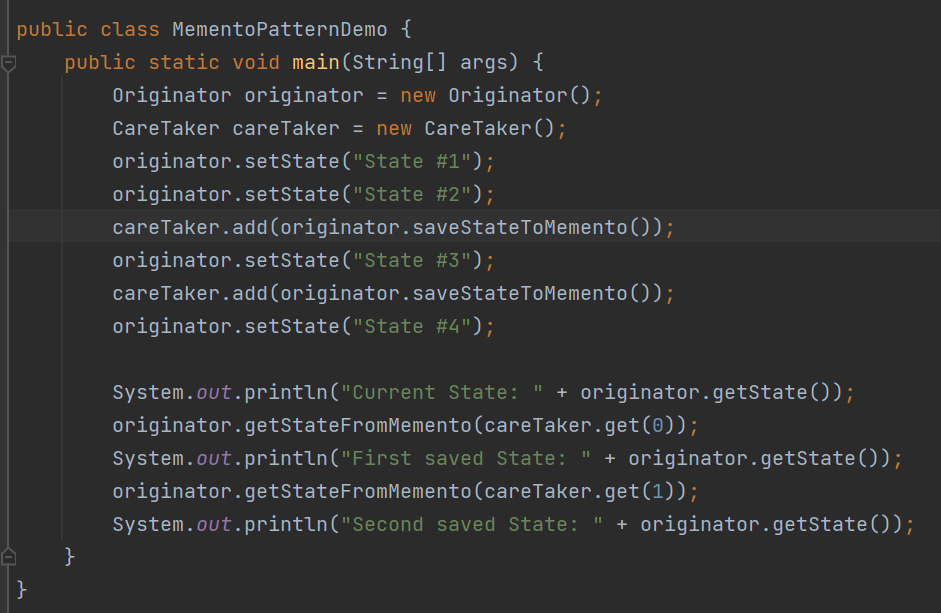 public class MementoPatternDemo {
    public static void main(String[] args) {
        Originator originator = new Originator();
        CareTaker careTaker = new CareTaker();
        originator.setState("State #1");
        originator.setState("State #2");
        careTaker.add(originator.saveStateToMemento());
        originator.setState("State #3");
        careTaker.add(originator.saveStateToMemento());
        originator.setState("State #4");

        System.out.println("Current State: " + originator.getState());
        originator.getStateFromMemento(careTaker.get(0));
        System.out.println("First saved State: " + originator.getState());
        originator.getStateFromMemento(careTaker.get(1));
        System.out.println("Second saved State: " + originator.getState());
    }
}